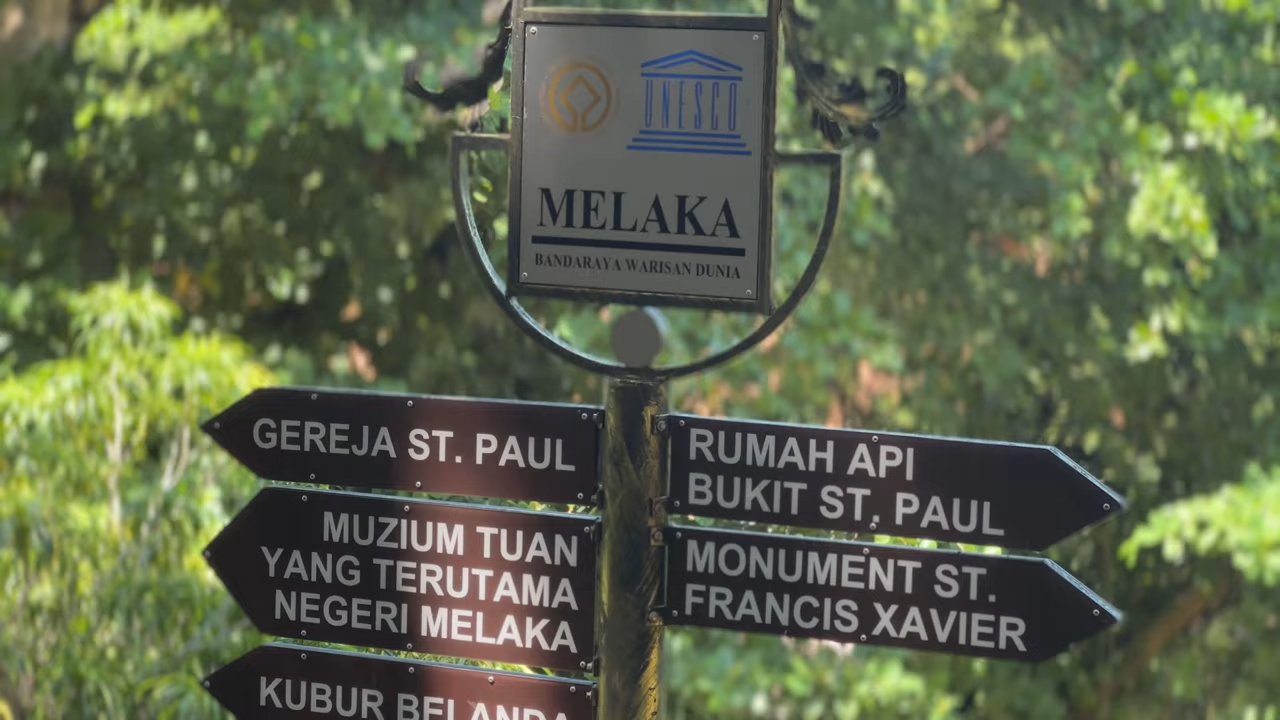 UNESCO
MELAKA
BANDARAYA WARISAN DUNIA
GEREJA ST. PAUL
MUZIUM TUAN
YANG TERUTAMA
NEGERI MELAKA
KUBUR BELANDA
RUMAH API
BUKIT ST. PAUL
MONUMENT ST.
FRANCIS XAVIER